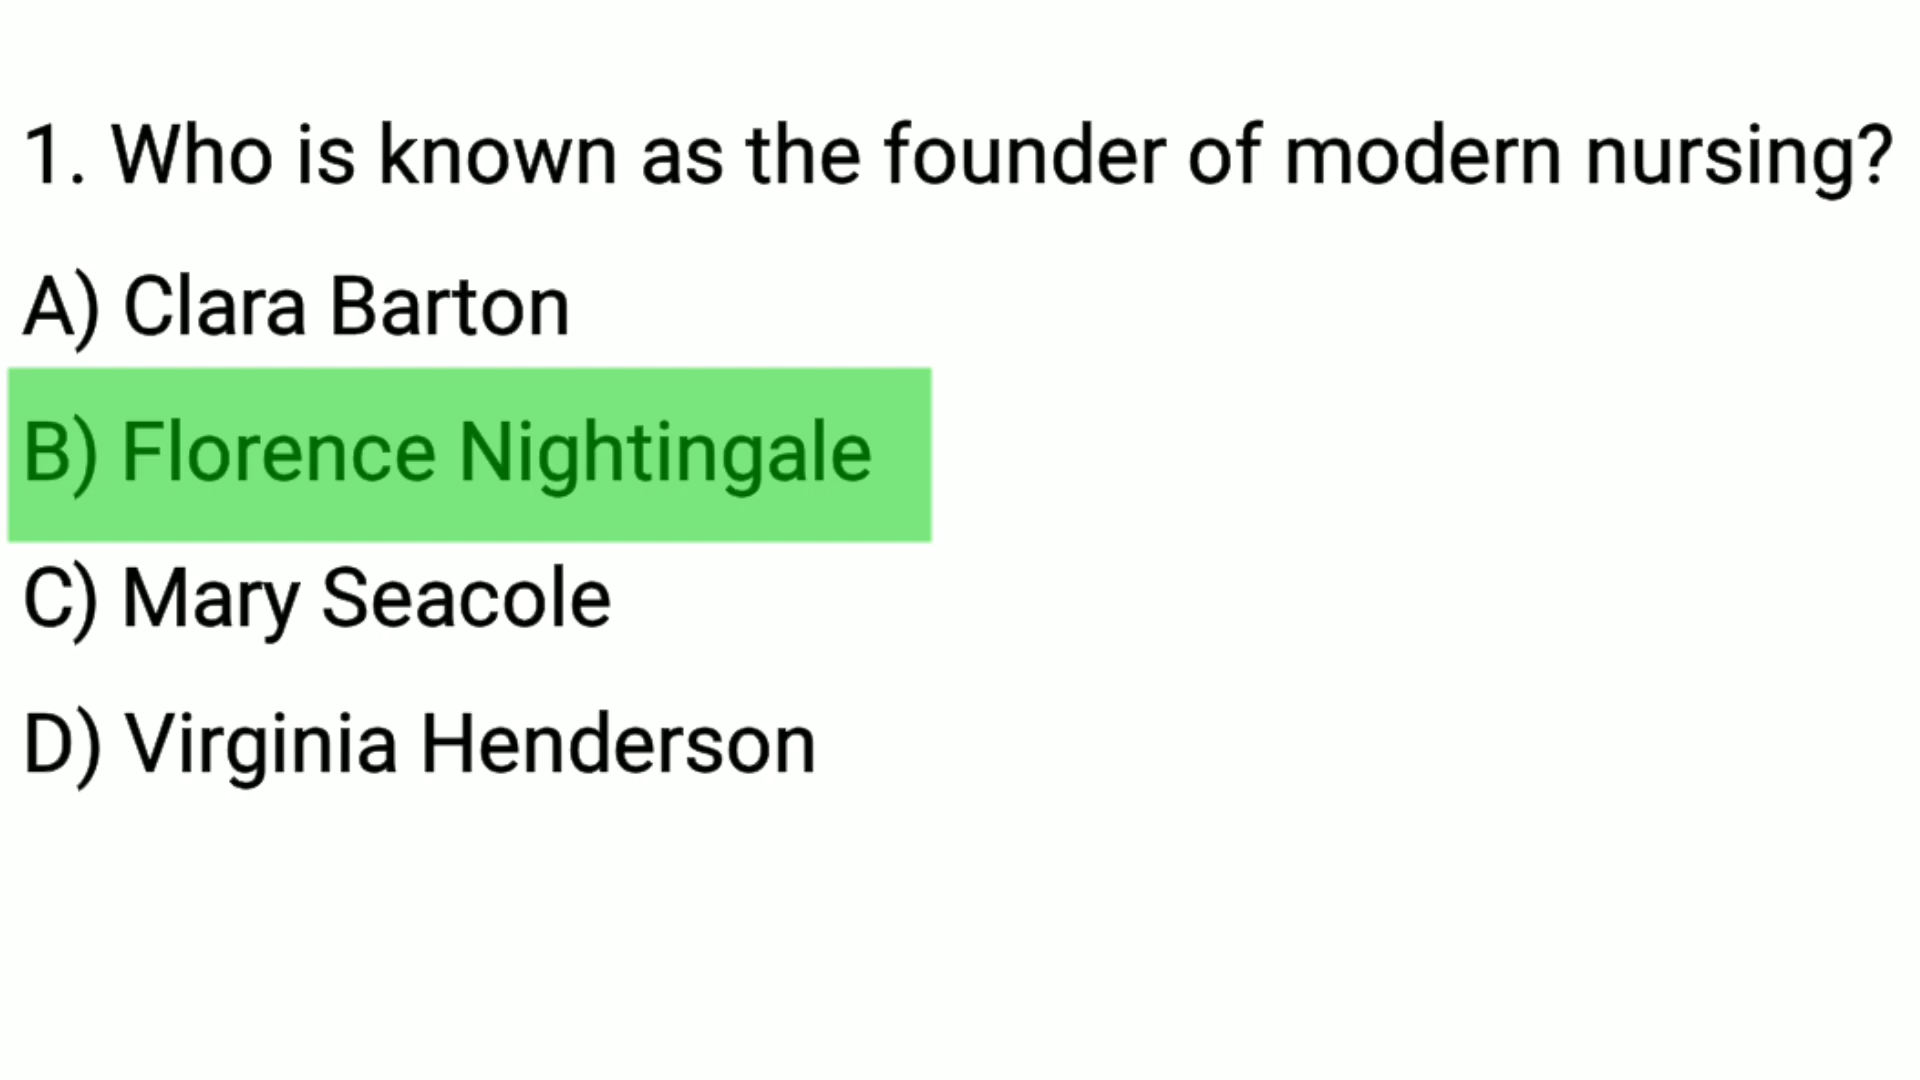 1. Who is known as the founder of modern nursing?
A) Clara Barton
B) Florence Nightingale
C) Mary Seacole
D) Virginia Henderson